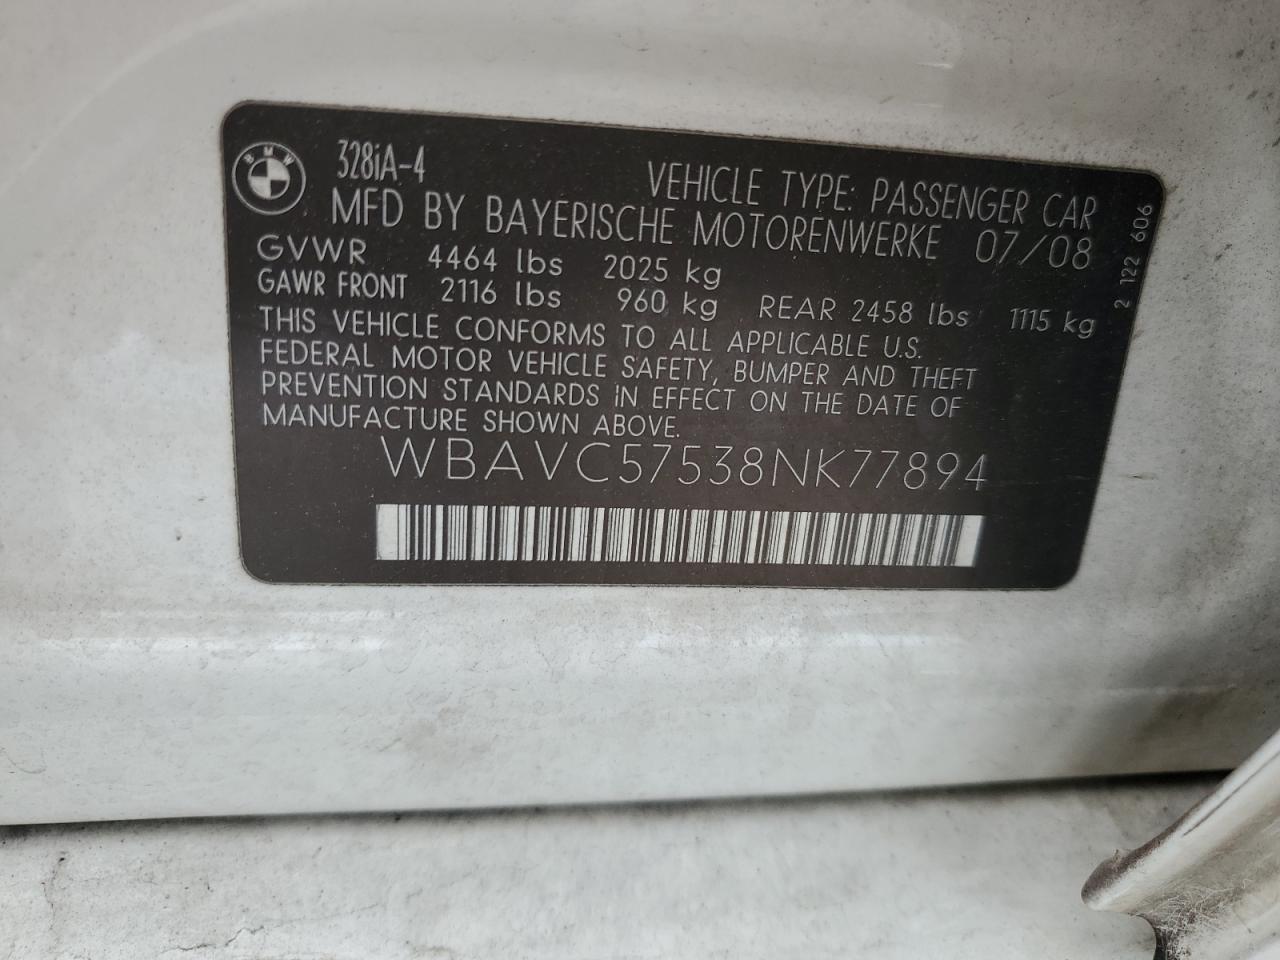 BMW
328iA-4
VEHICLE TYPE: PASSENGER CAR
MFD BY BAYERISCHE MOTORENWERKE 07/08
GVWR 4464 lbs 2025 kg
GAWR FRONT 2116 lbs 960 kg REAR 2458 lbs 1115 kg
THIS VEHICLE CONFORMS TO ALL APPLICABLE U.S.
FEDERAL MOTOR VEHICLE SAFETY, BUMPER AND THEFT
PREVENTION STANDARDS IN EFFECT ON THE DATE OF
MANUFACTURE SHOWN ABOVE.
WBAVC57538NK77894
2 122 606